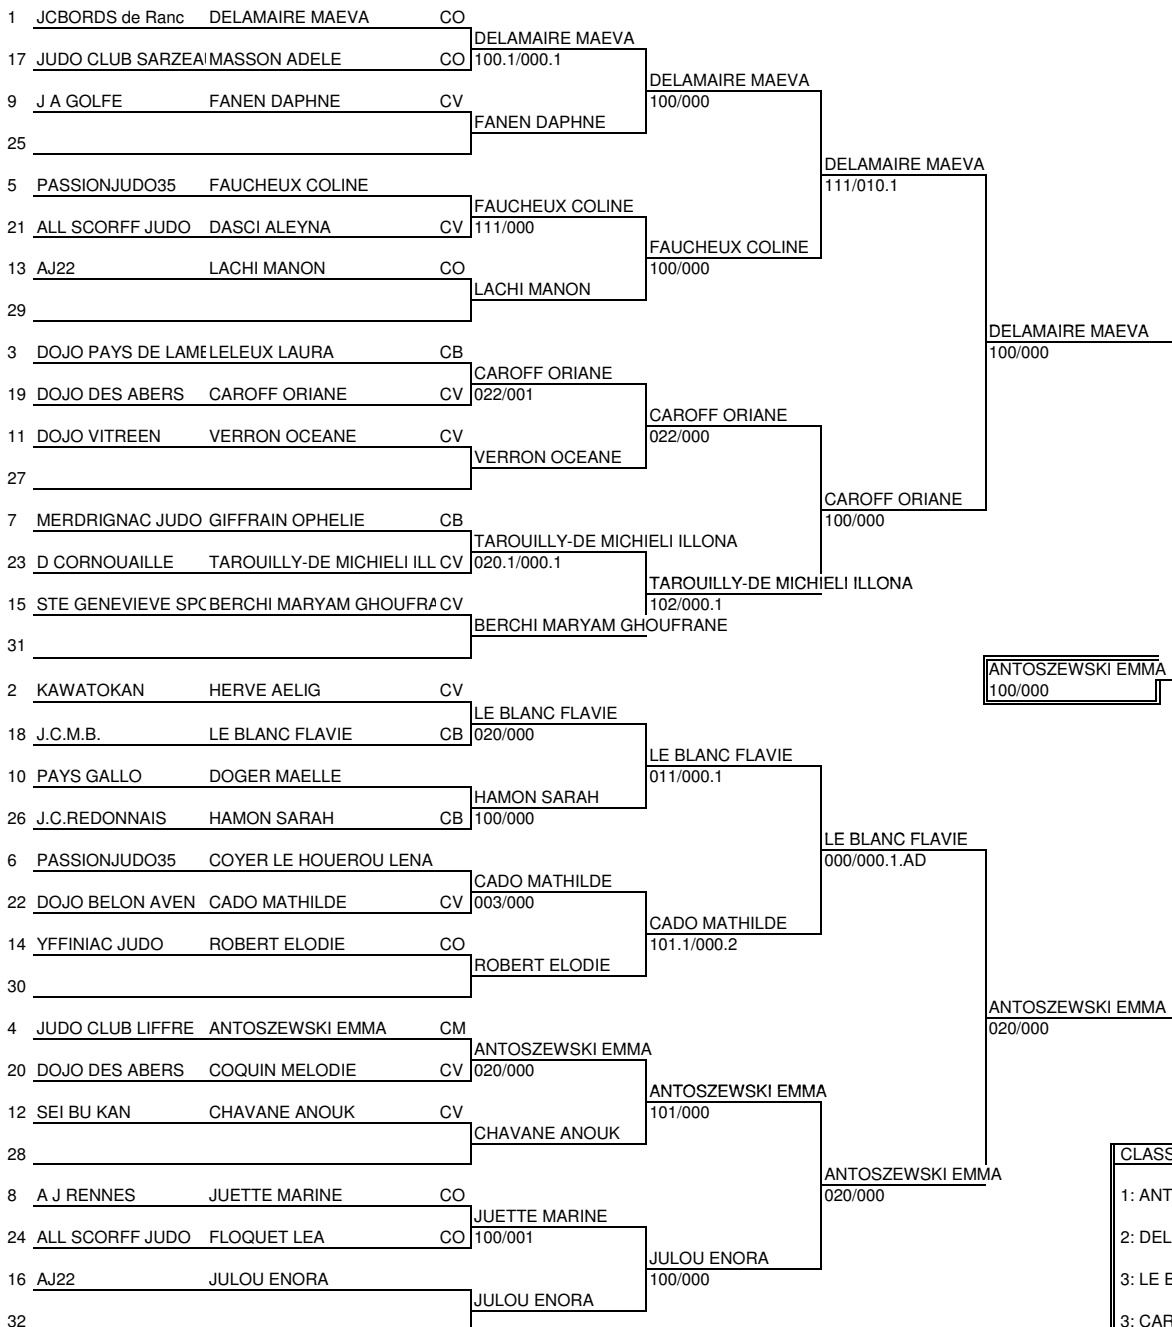 1 JCBORDS de Ranc DELAMAIRE MAEVA CO
DELAMAIRE MAEVA
17 JUDO CLUB SARZEAU MASSON ADELE CO 100.1/000.1
DELAMAIRE MAEVA
9 J A GOLFE FANEN DAPHNE CV 100/000
FANEN DAPHNE
25
DELAMAIRE MAEVA
5 PASSIONJUDO35 FAUCHEUX COLINE 111/010.1
FAUCHEUX COLINE
21 ALL SCORFF JUDO DASCI ALEYNA CV 111/000
FAUCHEUX COLINE
13 AJ22 LACHI MANON CO 100/000
LACHI MANON
29
DELAMAIRE MAEVA
3 DOJO PAYS DE LAMB LELEUX LAURA CB 100/000
CAROFF ORIANE
19 DOJO DES ABERS CAROFF ORIANE CV 022/001
CAROFF ORIANE
11 DOJO VITREEN VERRON OCEANE CV 022/000
VERRON OCEANE
27
CAROFF ORIANE
7 MERDRIGNAC JUDO GIFFRAIN OPHELIE CB 100/000
TAROUILLY-DE MICHIELI ILLONA
23 D CORNOUAILLE TAROUILLY-DE MICHIELI ILL CV 020.1/000.1
TAROUILLY-DE MICHIELI ILLONA
15 STE GENEVIEVE SPO BERCHI MARYAM GHOUFRA CV 102/000.1
BERCHI MARYAM GHOUFRANE
31
ANTOSZEWSKI EMMA
2 KAWATOKAN HERVE AELIG CV 100/000
LE BLANC FLAVIE
18 J.C.M.B. LE BLANC FLAVIE CB 020/000
LE BLANC FLAVIE
10 PAYS GALLO DOGER MAELLE 011/000.1
HAMON SARAH
26 J.C.REDONNAIS HAMON SARAH CB 100/000
LE BLANC FLAVIE
6 PASSIONJUDO35 COYER LE HOUEROU LENA 000/000.1.AD
CADO MATHILDE
22 DOJO BELON AVEN CADO MATHILDE CV 003/000
CADO MATHILDE
14 YFFINIAC JUDO ROBERT ELODIE CO 101.1/000.2
ROBERT ELODIE
30
ANTOSZEWSKI EMMA
4 JUDO CLUB LIFFRE ANTOSZEWSKI EMMA CM 020/000
ANTOSZEWSKI EMMA
20 DOJO DES ABERS COQUIN MELODIE CV 020/000
ANTOSZEWSKI EMMA
12 SEI BU KAN CHAVANE ANOUK CV 101/000
CHAVANE ANOUK
28
CLASS
ANTOSZEWSKI EMMA
8 A J RENNES JUETTE MARINE CO 020/000
1: ANT
JUETTE MARINE
24 ALL SCORFF JUDO FLOQUET LEA CO 100/001
2: DEL
JULOU ENORA
16 AJ22 JULOU ENORA 100/000
3: LE B
JULOU ENORA
32
3: CAR